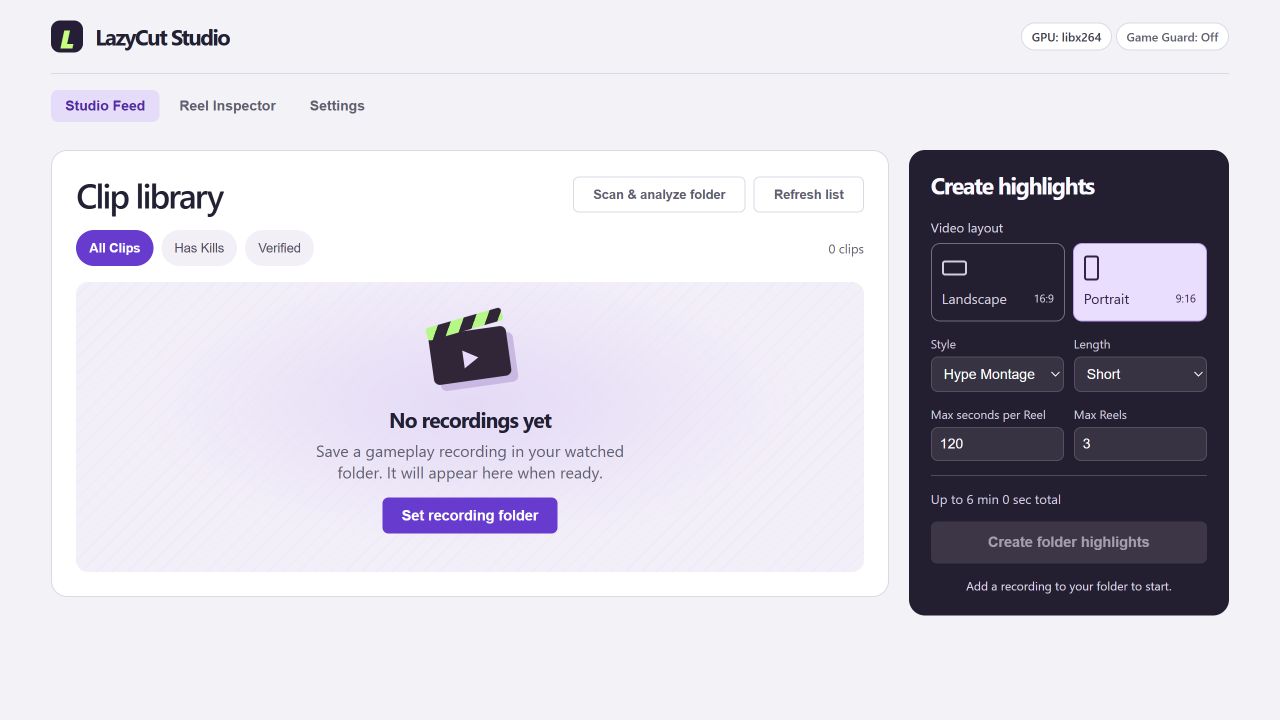 L LazyCut Studio
GPU: libx264
Game Guard: Off
Studio Feed
Reel Inspector
Settings
Clip library
Scan & analyze folder
Refresh list
All Clips
Has Kills
Verified
0 clips
No recordings yet
Save a gameplay recording in your watched
folder. It will appear here when ready.
Set recording folder
Create highlights
Video layout
Landscape
16:9
Portrait
9:16
Style
Length
Hype Montage
Short
Max seconds per Reel
Max Reels
120
3
Up to 6 min 0 sec total
Create folder highlights
Add a recording to your folder to start.